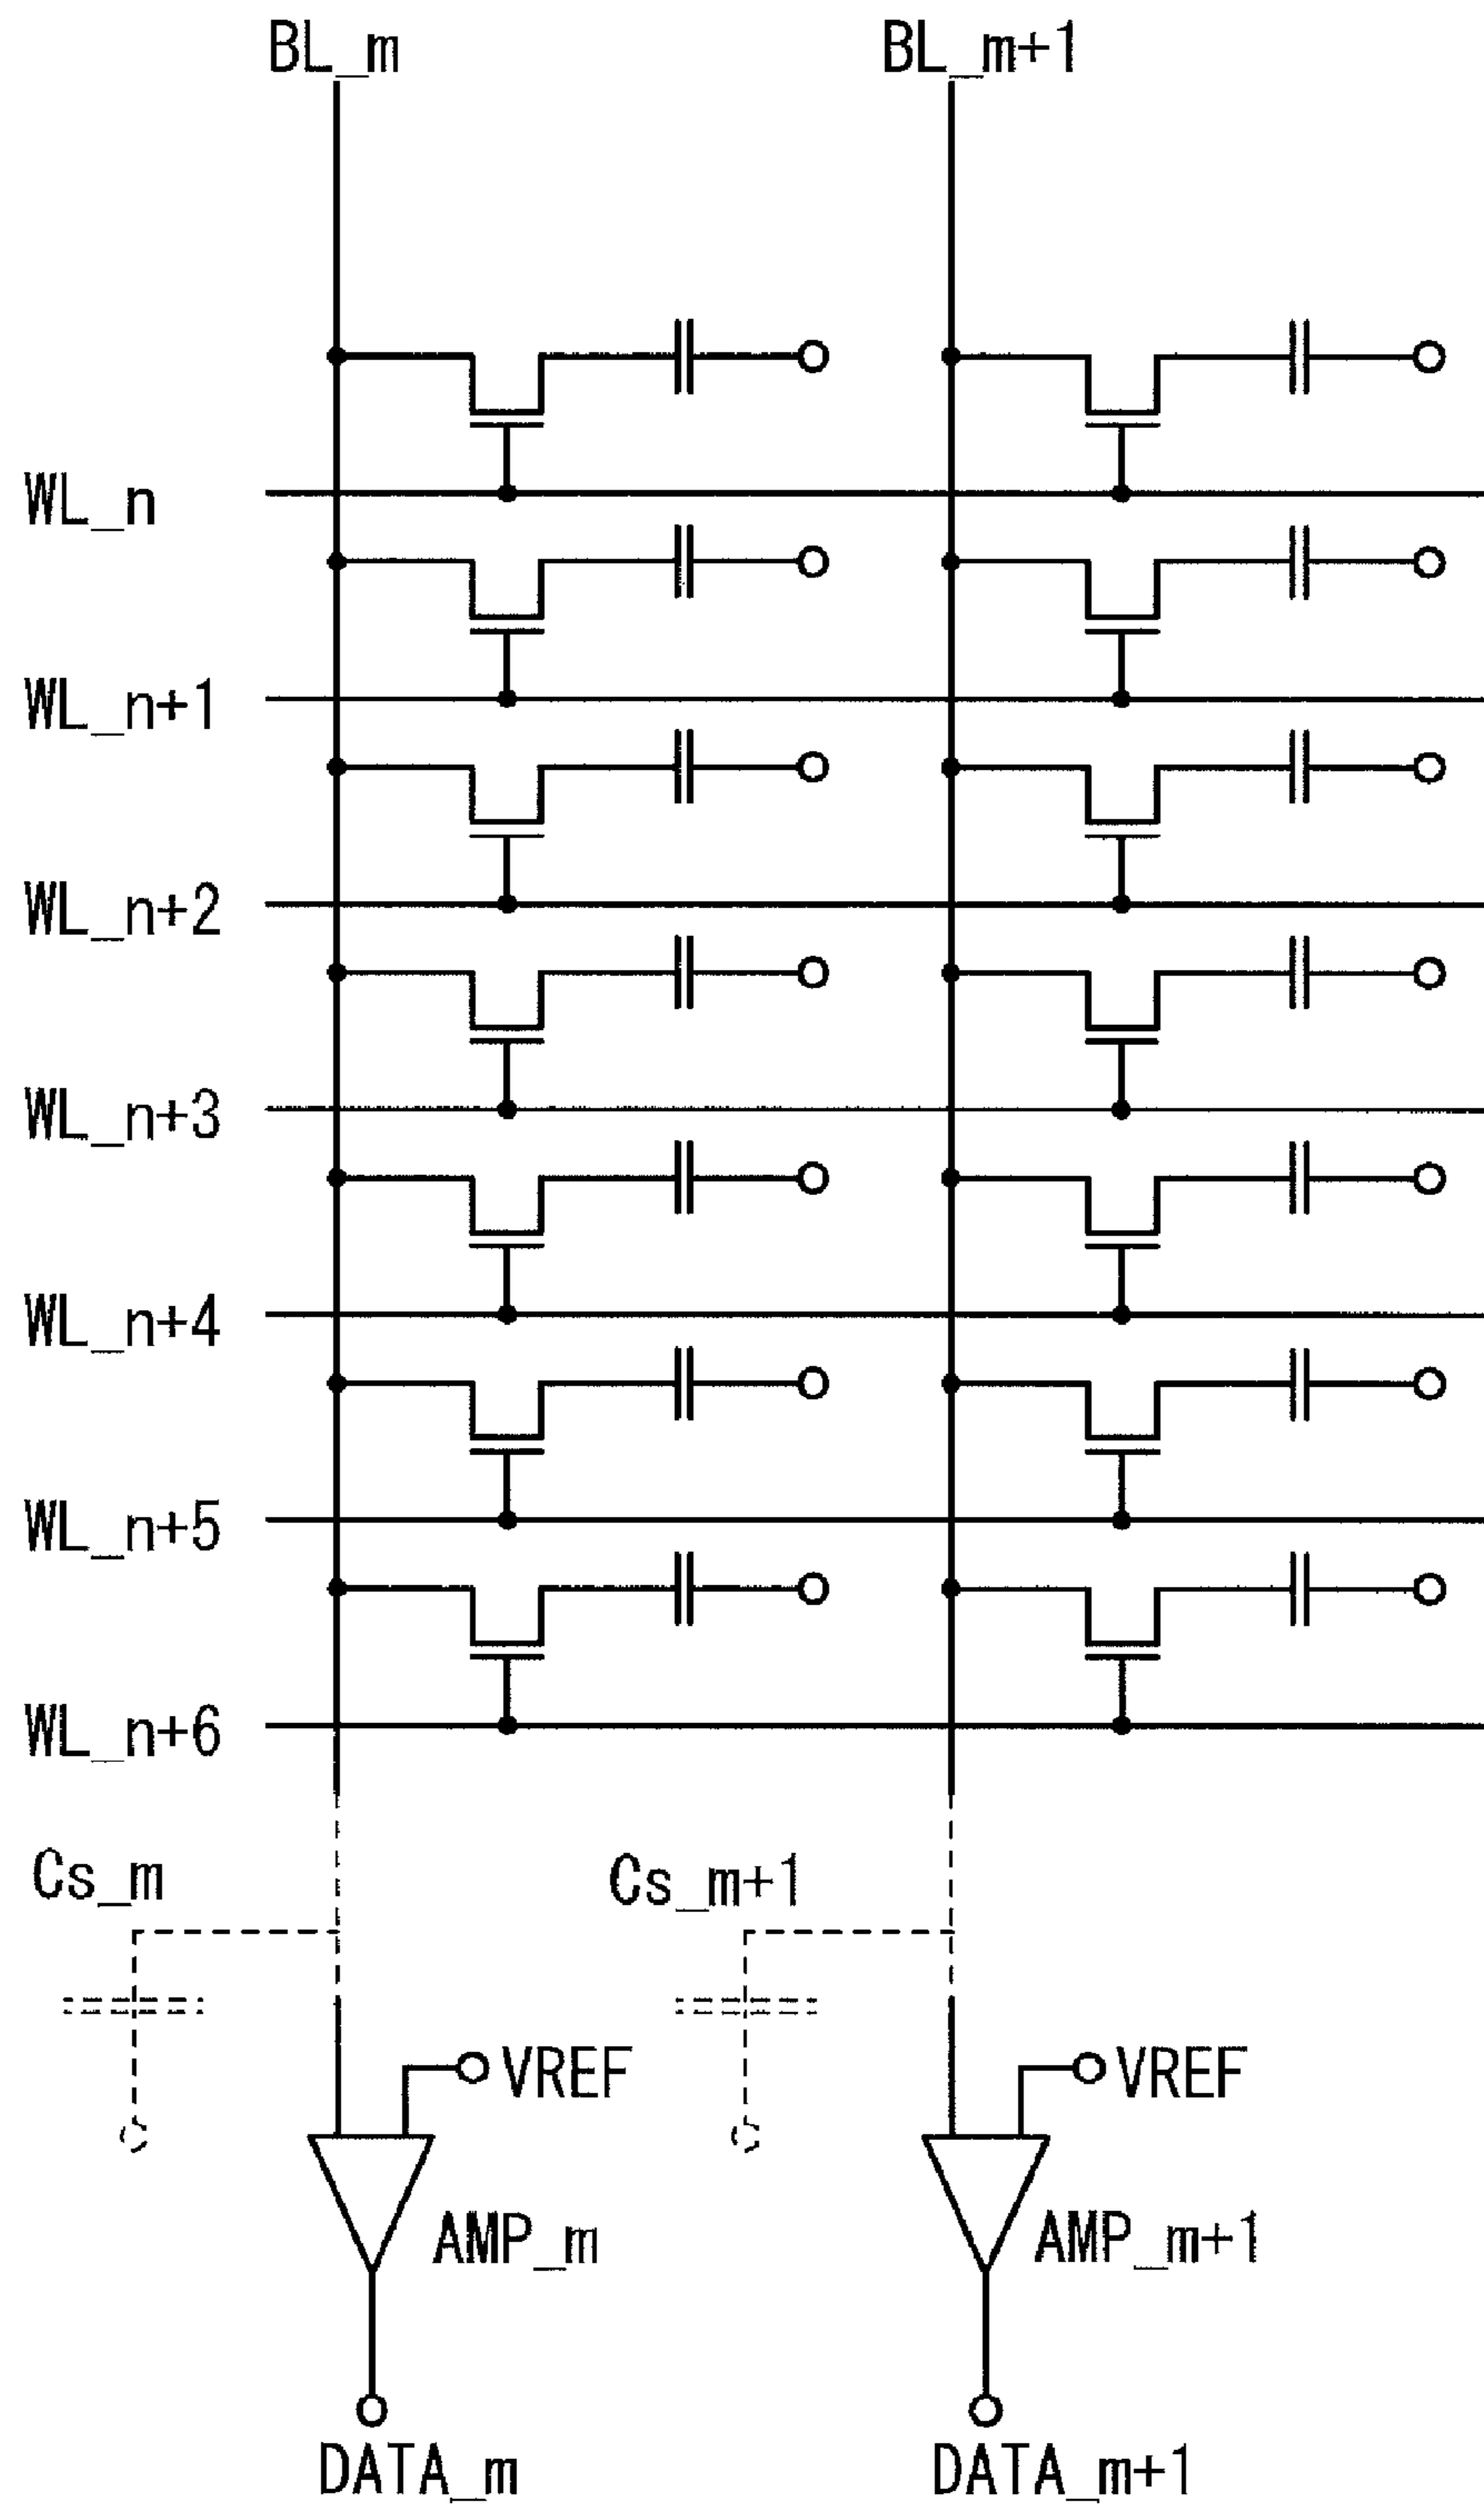 BL_m
BL_m+1
WL_n
WL_n+1
WL_n+2
WL_n+3
WL_n+4
WL_n+5
WL_n+6
Cs_m
Cs_m+1
VREF
VREF
AMP_m
AMP_m+1
DATA_m
DATA_m+1